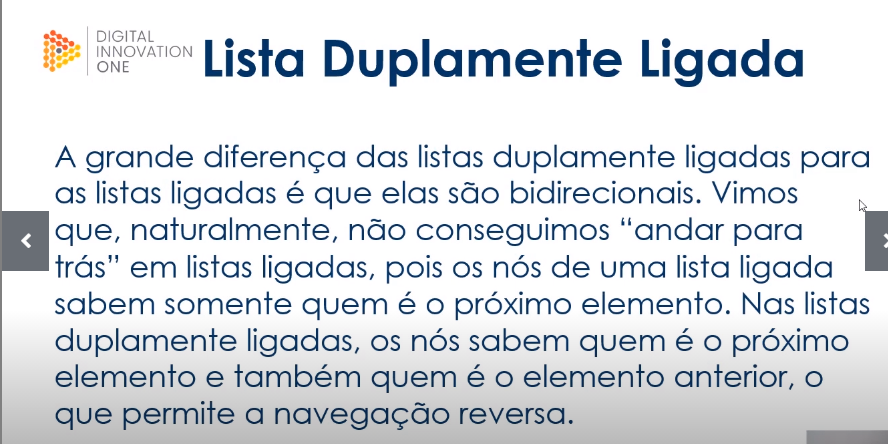 DIGITAL
INNOVATION
ONE
Lista Duplamente Ligada
A grande diferença das listas duplamente ligadas para
as listas ligadas é que elas são bidirecionais. Vimos
que, naturalmente, não conseguimos “andar para
trás” em listas ligadas, pois os nós de uma lista ligada
sabem somente quem é o próximo elemento. Nas listas
duplamente ligadas, os nós sabem quem é o próximo
elemento e também quem é o elemento anterior, o
que permite a navegação reversa.